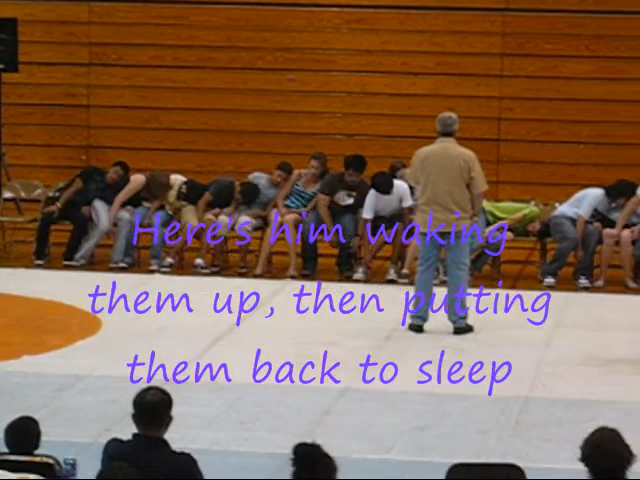 Here's him waking
them up, then putting
them back to sleep